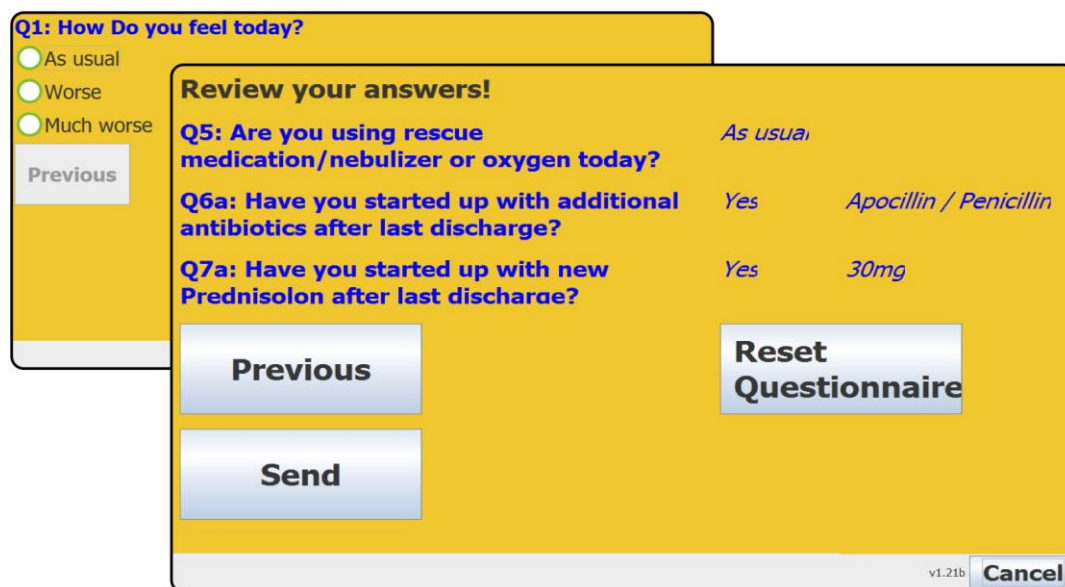 Q1: How Do you feel today?
As usual
Worse
Much worse
Previous
Review your answers!
Q5: Are you using rescue
medication/nebulizer or oxygen today?
As usual
Q6a: Have you started up with additional
antibiotics after last discharge?
Yes
Apocillin / Penicillin
Q7a: Have you started up with new
Prednisolon after last discharge?
Yes
30mg
Previous
Reset
Questionnaire
Send
v1.21b
Cancel